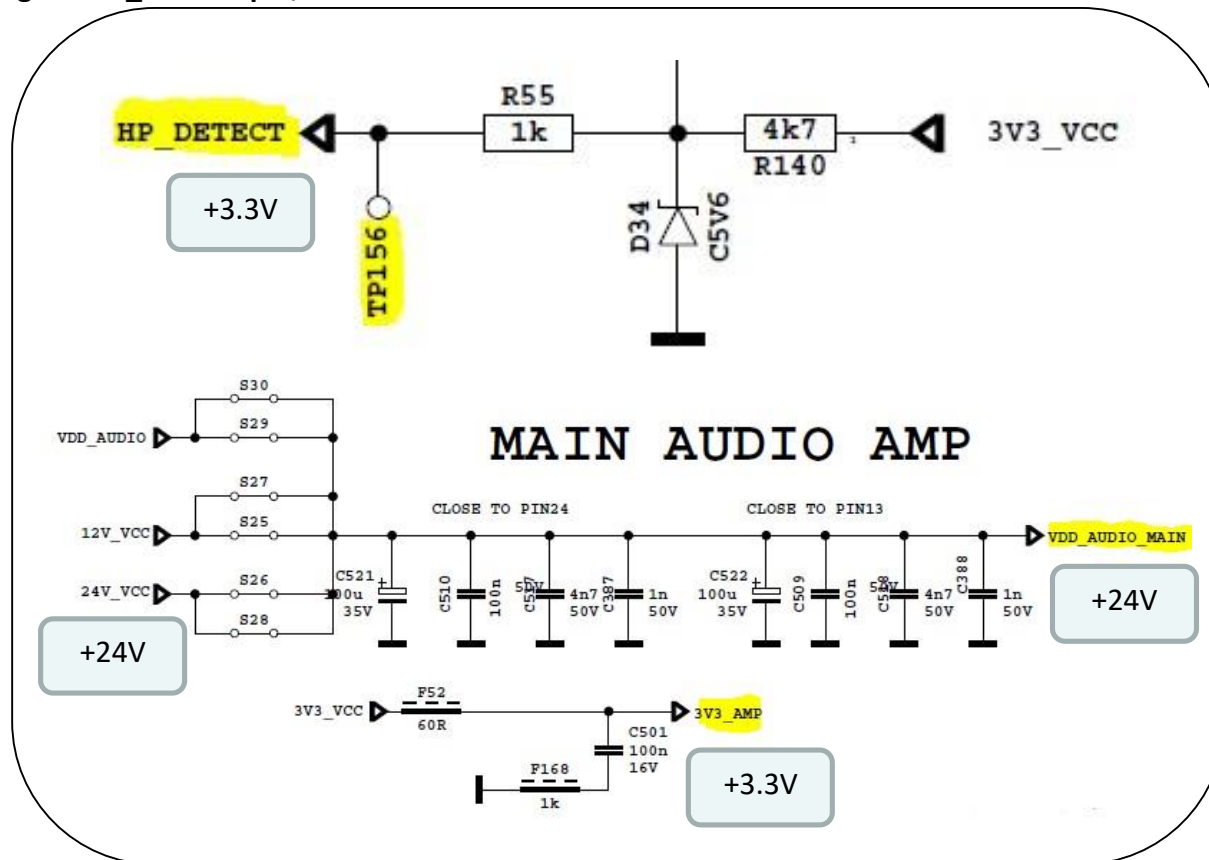 R55
HP_DETECT
1k
4k7
3V3_VCC
R140
+3.3V
TP156
D34
C5V6
S30
VDD_AUDIO
S29
MAIN AUDIO AMP
S27
CLOSE TO PIN24
CLOSE TO PIN13
12V_VCC
S25
VDD_AUDIO_MAIN
24V_VCC
S26
C521
100u
35V
C510
100n
4n7
50V
C387
1n
50V
C522
100u
35V
C509
100n
4n7
50V
C388
1n
50V
S28
+24V
+24V
3V3_VCC
F52
60R
3V3_AMP
C501
100n
16V
F168
1k
+3.3V